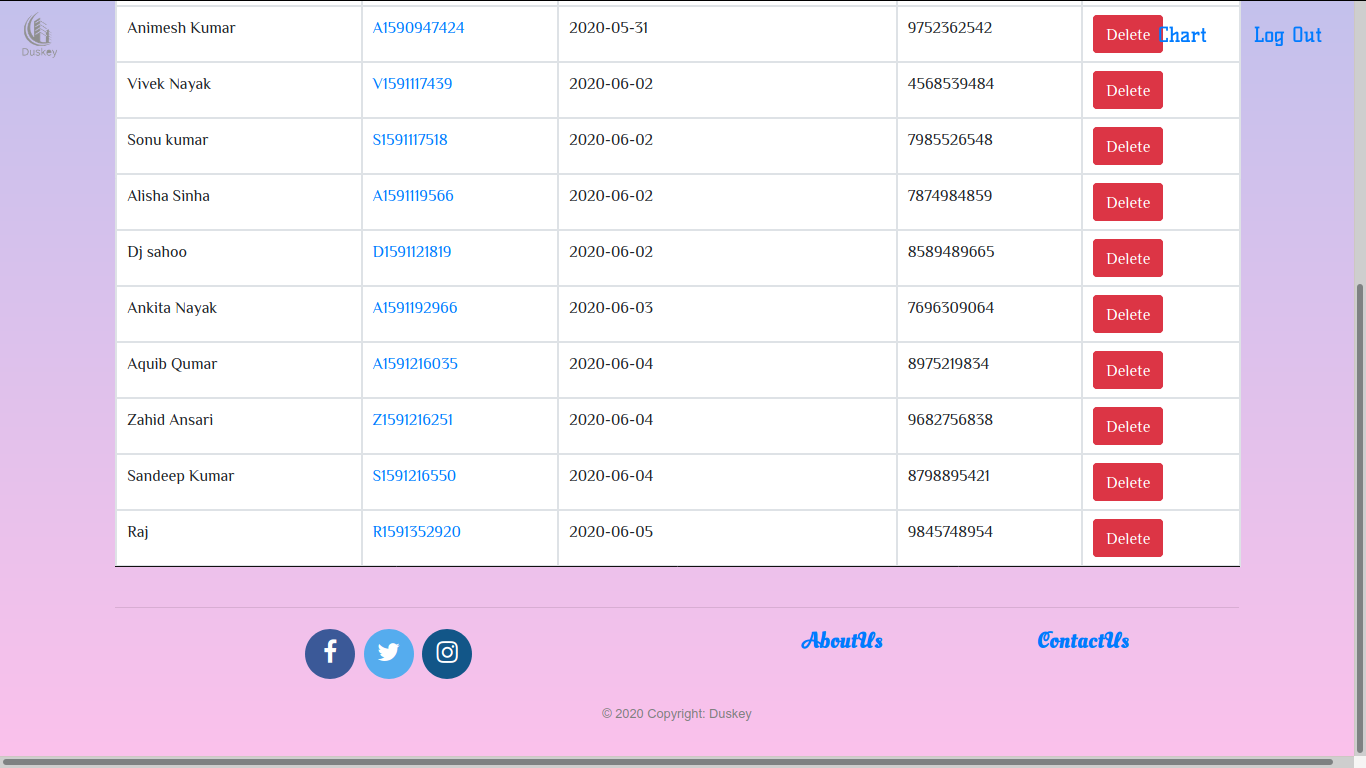 Duskey
Chart Log Out
Animesh Kumar A1590947424 2020-05-31 9752362542 Delete
Vivek Nayak V1591117439 2020-06-02 4568539484 Delete
Sonu kumar S1591117518 2020-06-02 7985526548 Delete
Alisha Sinha A1591119566 2020-06-02 7874984859 Delete
Dj sahoo D1591121819 2020-06-02 8589489665 Delete
Ankita Nayak A1591192966 2020-06-03 7696309064 Delete
Aquib Qumar A1591216035 2020-06-04 8975219834 Delete
Zahid Ansari Z1591216251 2020-06-04 9682756838 Delete
Sandeep Kumar S1591216550 2020-06-04 8798895421 Delete
Raj R1591352920 2020-06-05 9845748954 Delete
AboutUs ContactUs
© 2020 Copyright: Duskey